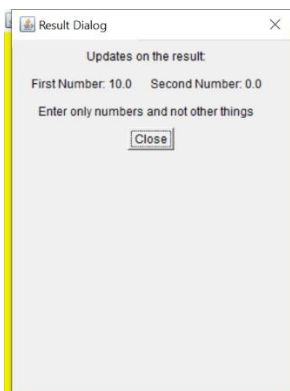 Result Dialog
Updates on the result:
First Number: 10.0 Second Number: 0.0
Enter only numbers and not other things
Close